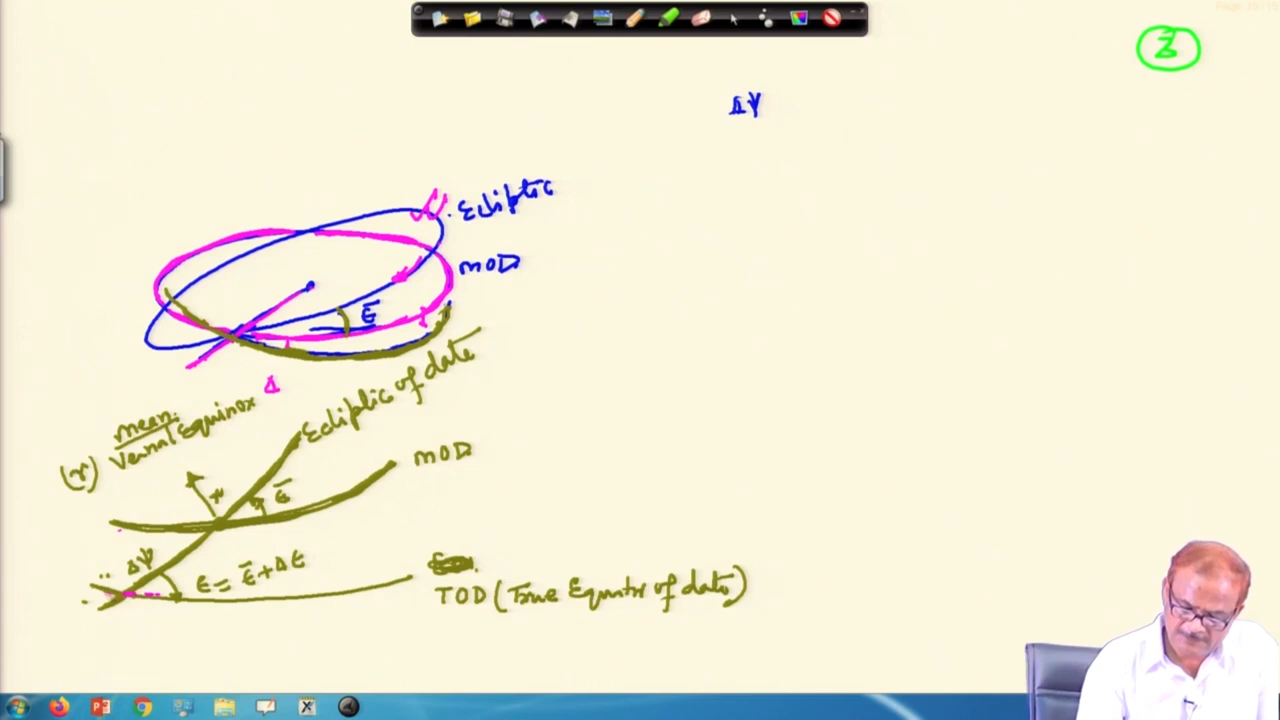 3
ΔΨ
Ecliptic
MOD
ε̄
Δ
mean
(γ) Vernal Equinox
Ecliptic of date
MOD
γ
ε̄
ΔΨ
ε = ε̄ + Δε
TOD (True Equator of date)